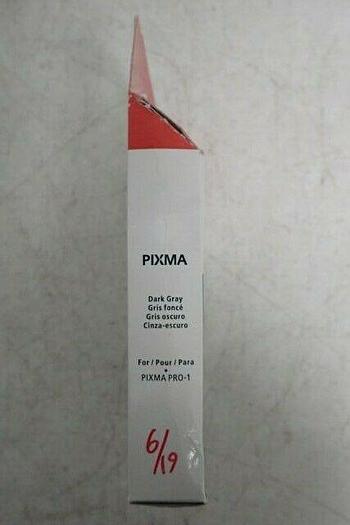 PIXMA
Dark Gray
Gris foncé
Gris oscuro
Cinza-escuro
For / Pour / Para
•
PIXMA PRO-1
6/19